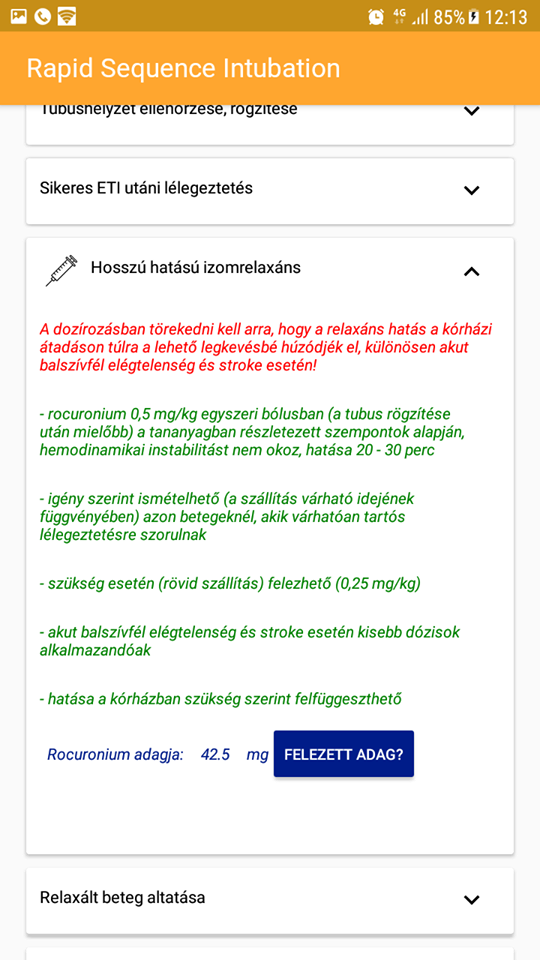 4G 85% 12:13
Rapid Sequence Intubation
Tubushelyzet ellenőrzése, rögzítése
Sikeres ETI utáni lélegeztetés
Hosszú hatású izomrelaxáns
A dozírozásban törekedni kell arra, hogy a relaxáns hatás a kórházi
átadáson túlra a lehető legkevésbé húzódjék el, különösen akut
balszívfél elégtelenség és stroke esetén!
- rocuronium 0,5 mg/kg egyszeri bólusban (a tubus rögzítése
után mielőbb) a tananyagban részletezett szempontok alapján,
hemodinamikai instabilitást nem okoz, hatása 20 - 30 perc
- igény szerint ismételhető (a szállítás várható idejének
függvényében) azon betegeknél, akik várhatóan tartós
lélegeztetésre szorulnak
- szükség esetén (rövid szállítás) felezhető (0,25 mg/kg)
- akut balszívfél elégtelenség és stroke esetén kisebb dózisok
alkalmazandóak
- hatása a kórházban szükség szerint felfüggeszthető
Rocuronium adagja: 42.5 mg FELEZETT ADAG?
Relaxált beteg altatása